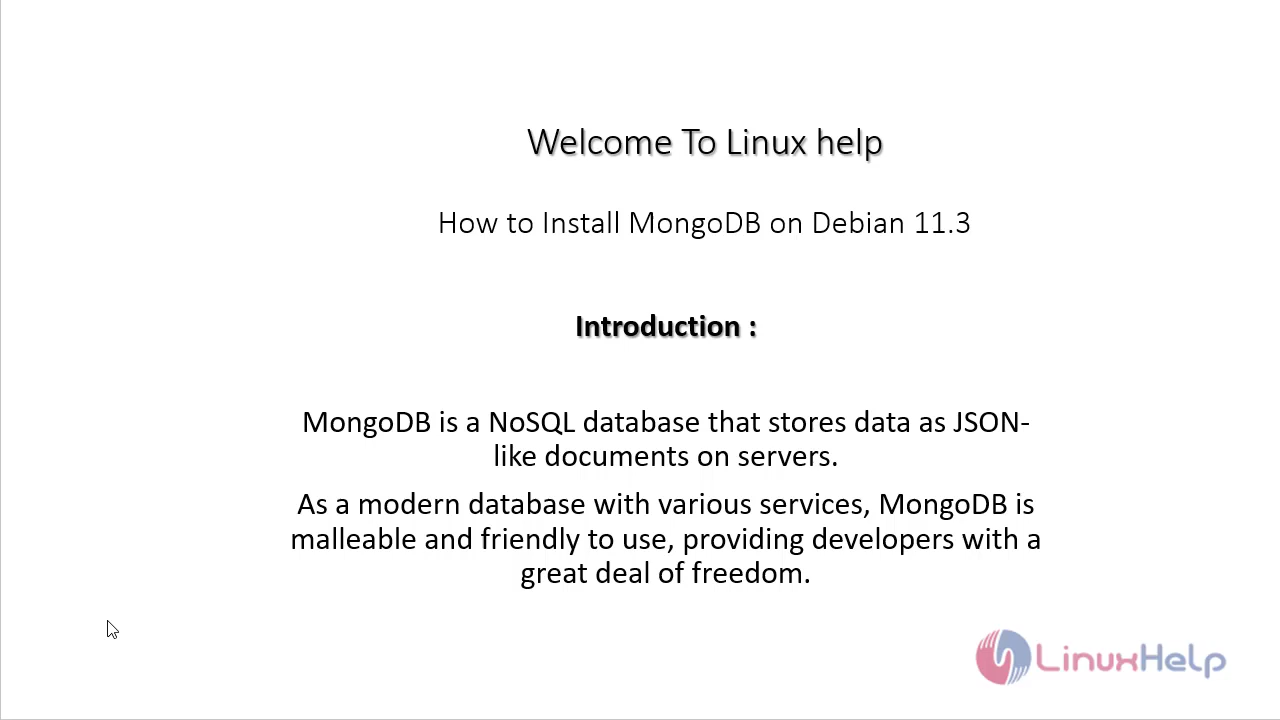 Welcome To Linux help
How to Install MongoDB on Debian 11.3
Introduction :
MongoDB is a NoSQL database that stores data as JSON-
like documents on servers.
As a modern database with various services, MongoDB is
malleable and friendly to use, providing developers with a
great deal of freedom.
LinuxHelp